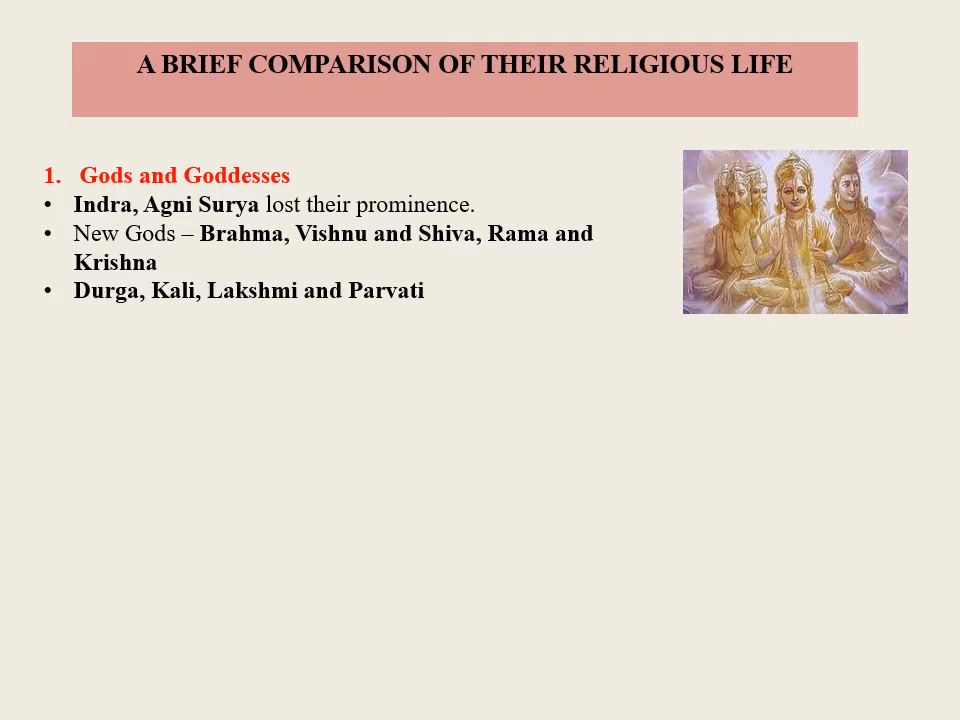 A BRIEF COMPARISON OF THEIR RELIGIOUS LIFE
1. Gods and Goddesses
• Indra, Agni Surya lost their prominence.
• New Gods – Brahma, Vishnu and Shiva, Rama and
Krishna
• Durga, Kali, Lakshmi and Parvati